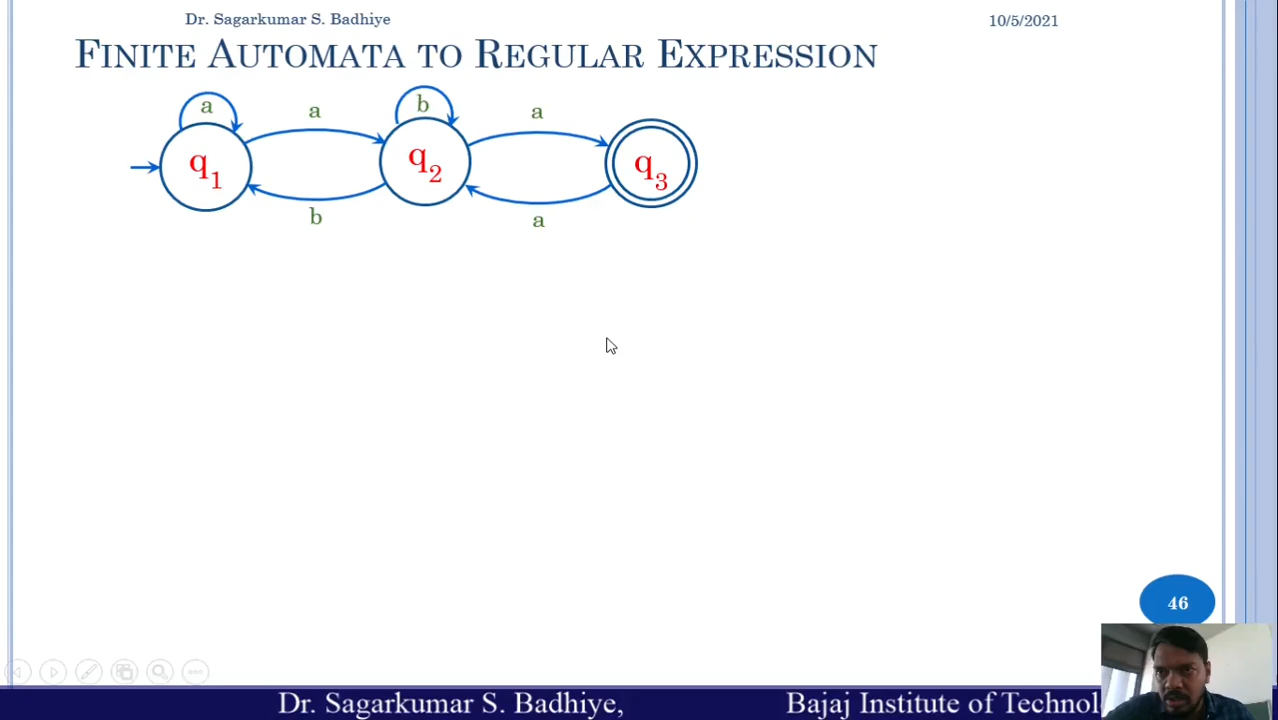 Dr. Sagarkumar S. Badhiye 10/5/2021
FINITE AUTOMATA TO REGULAR EXPRESSION
a a b a
q1 q2 q3
b a
46
Dr. Sagarkumar S. Badhiye, Bajaj Institute of Technol